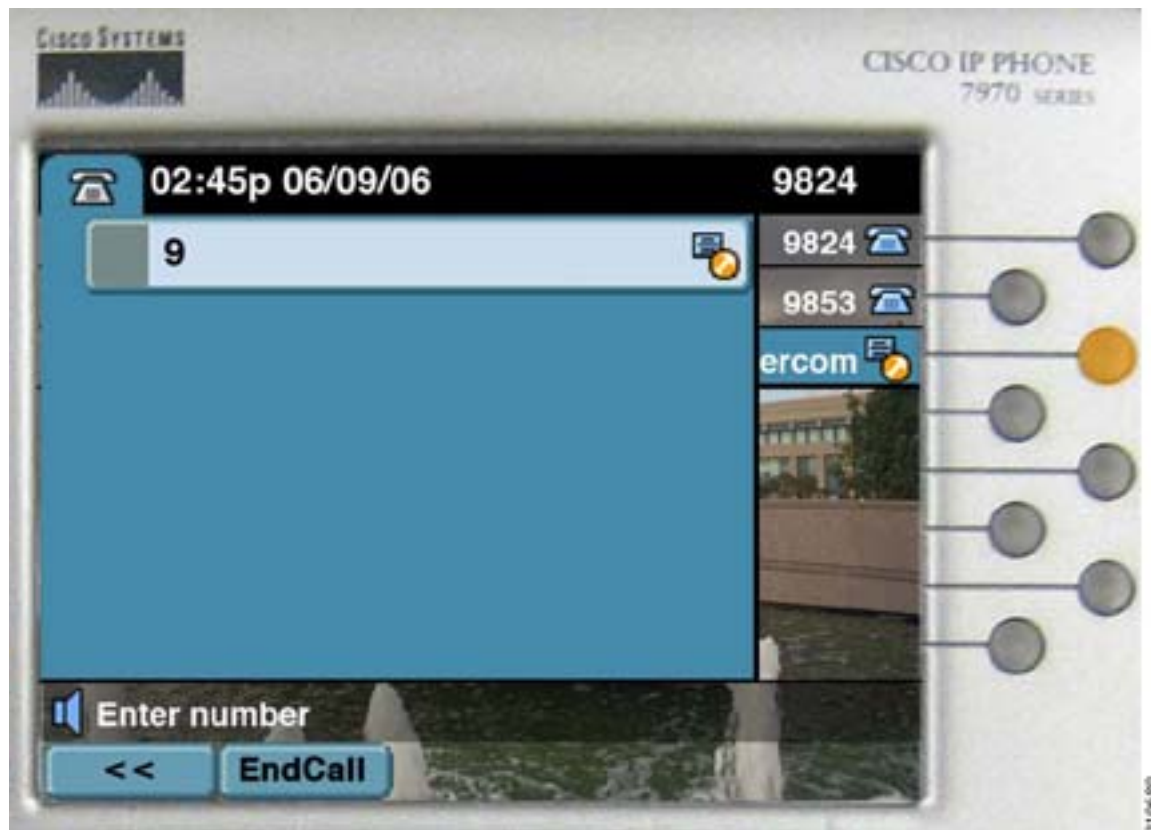 CISCO SYSTEMS
CISCO IP PHONE
7970 SERIES
02:45p 06/09/06
9824
9
9824
9853
ercom
Enter number
<<
EndCall